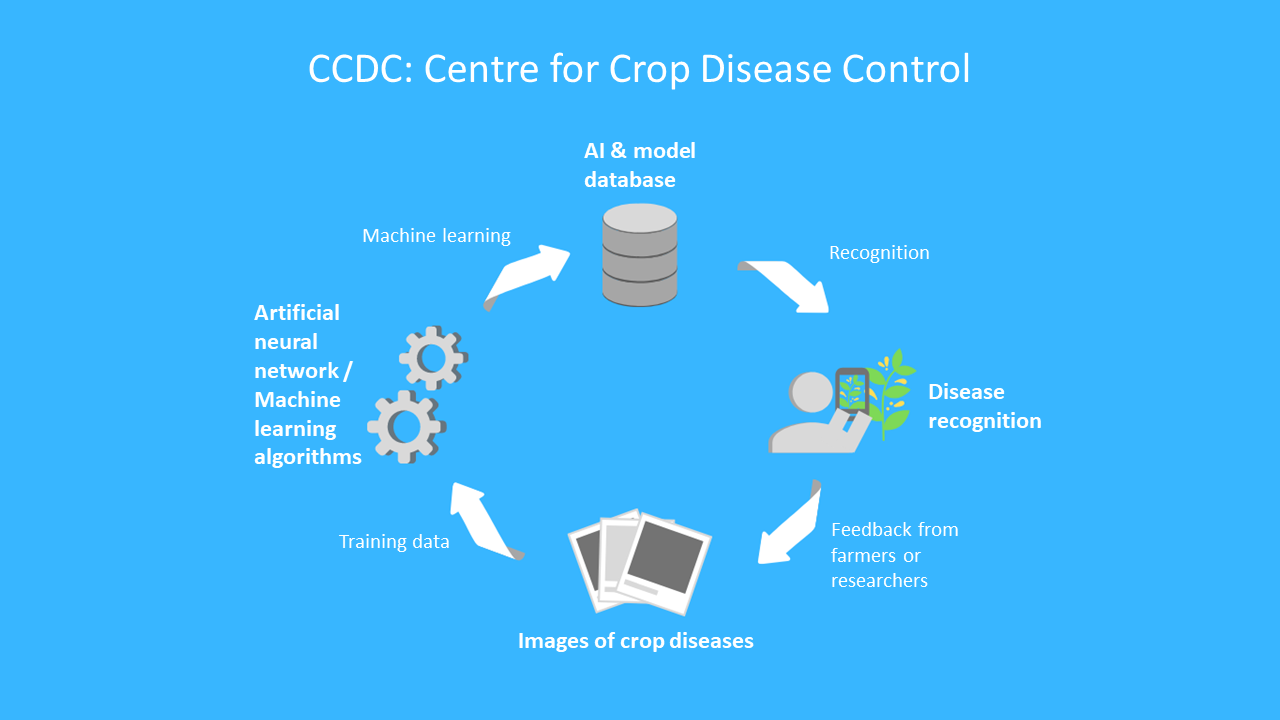 CCDC: Centre for Crop Disease Control
AI & model
database
Machine learning
Recognition
Artificial
neural
network /
Machine
learning
algorithms
Disease
recognition
Training data
Feedback from
farmers or
researchers
Images of crop diseases